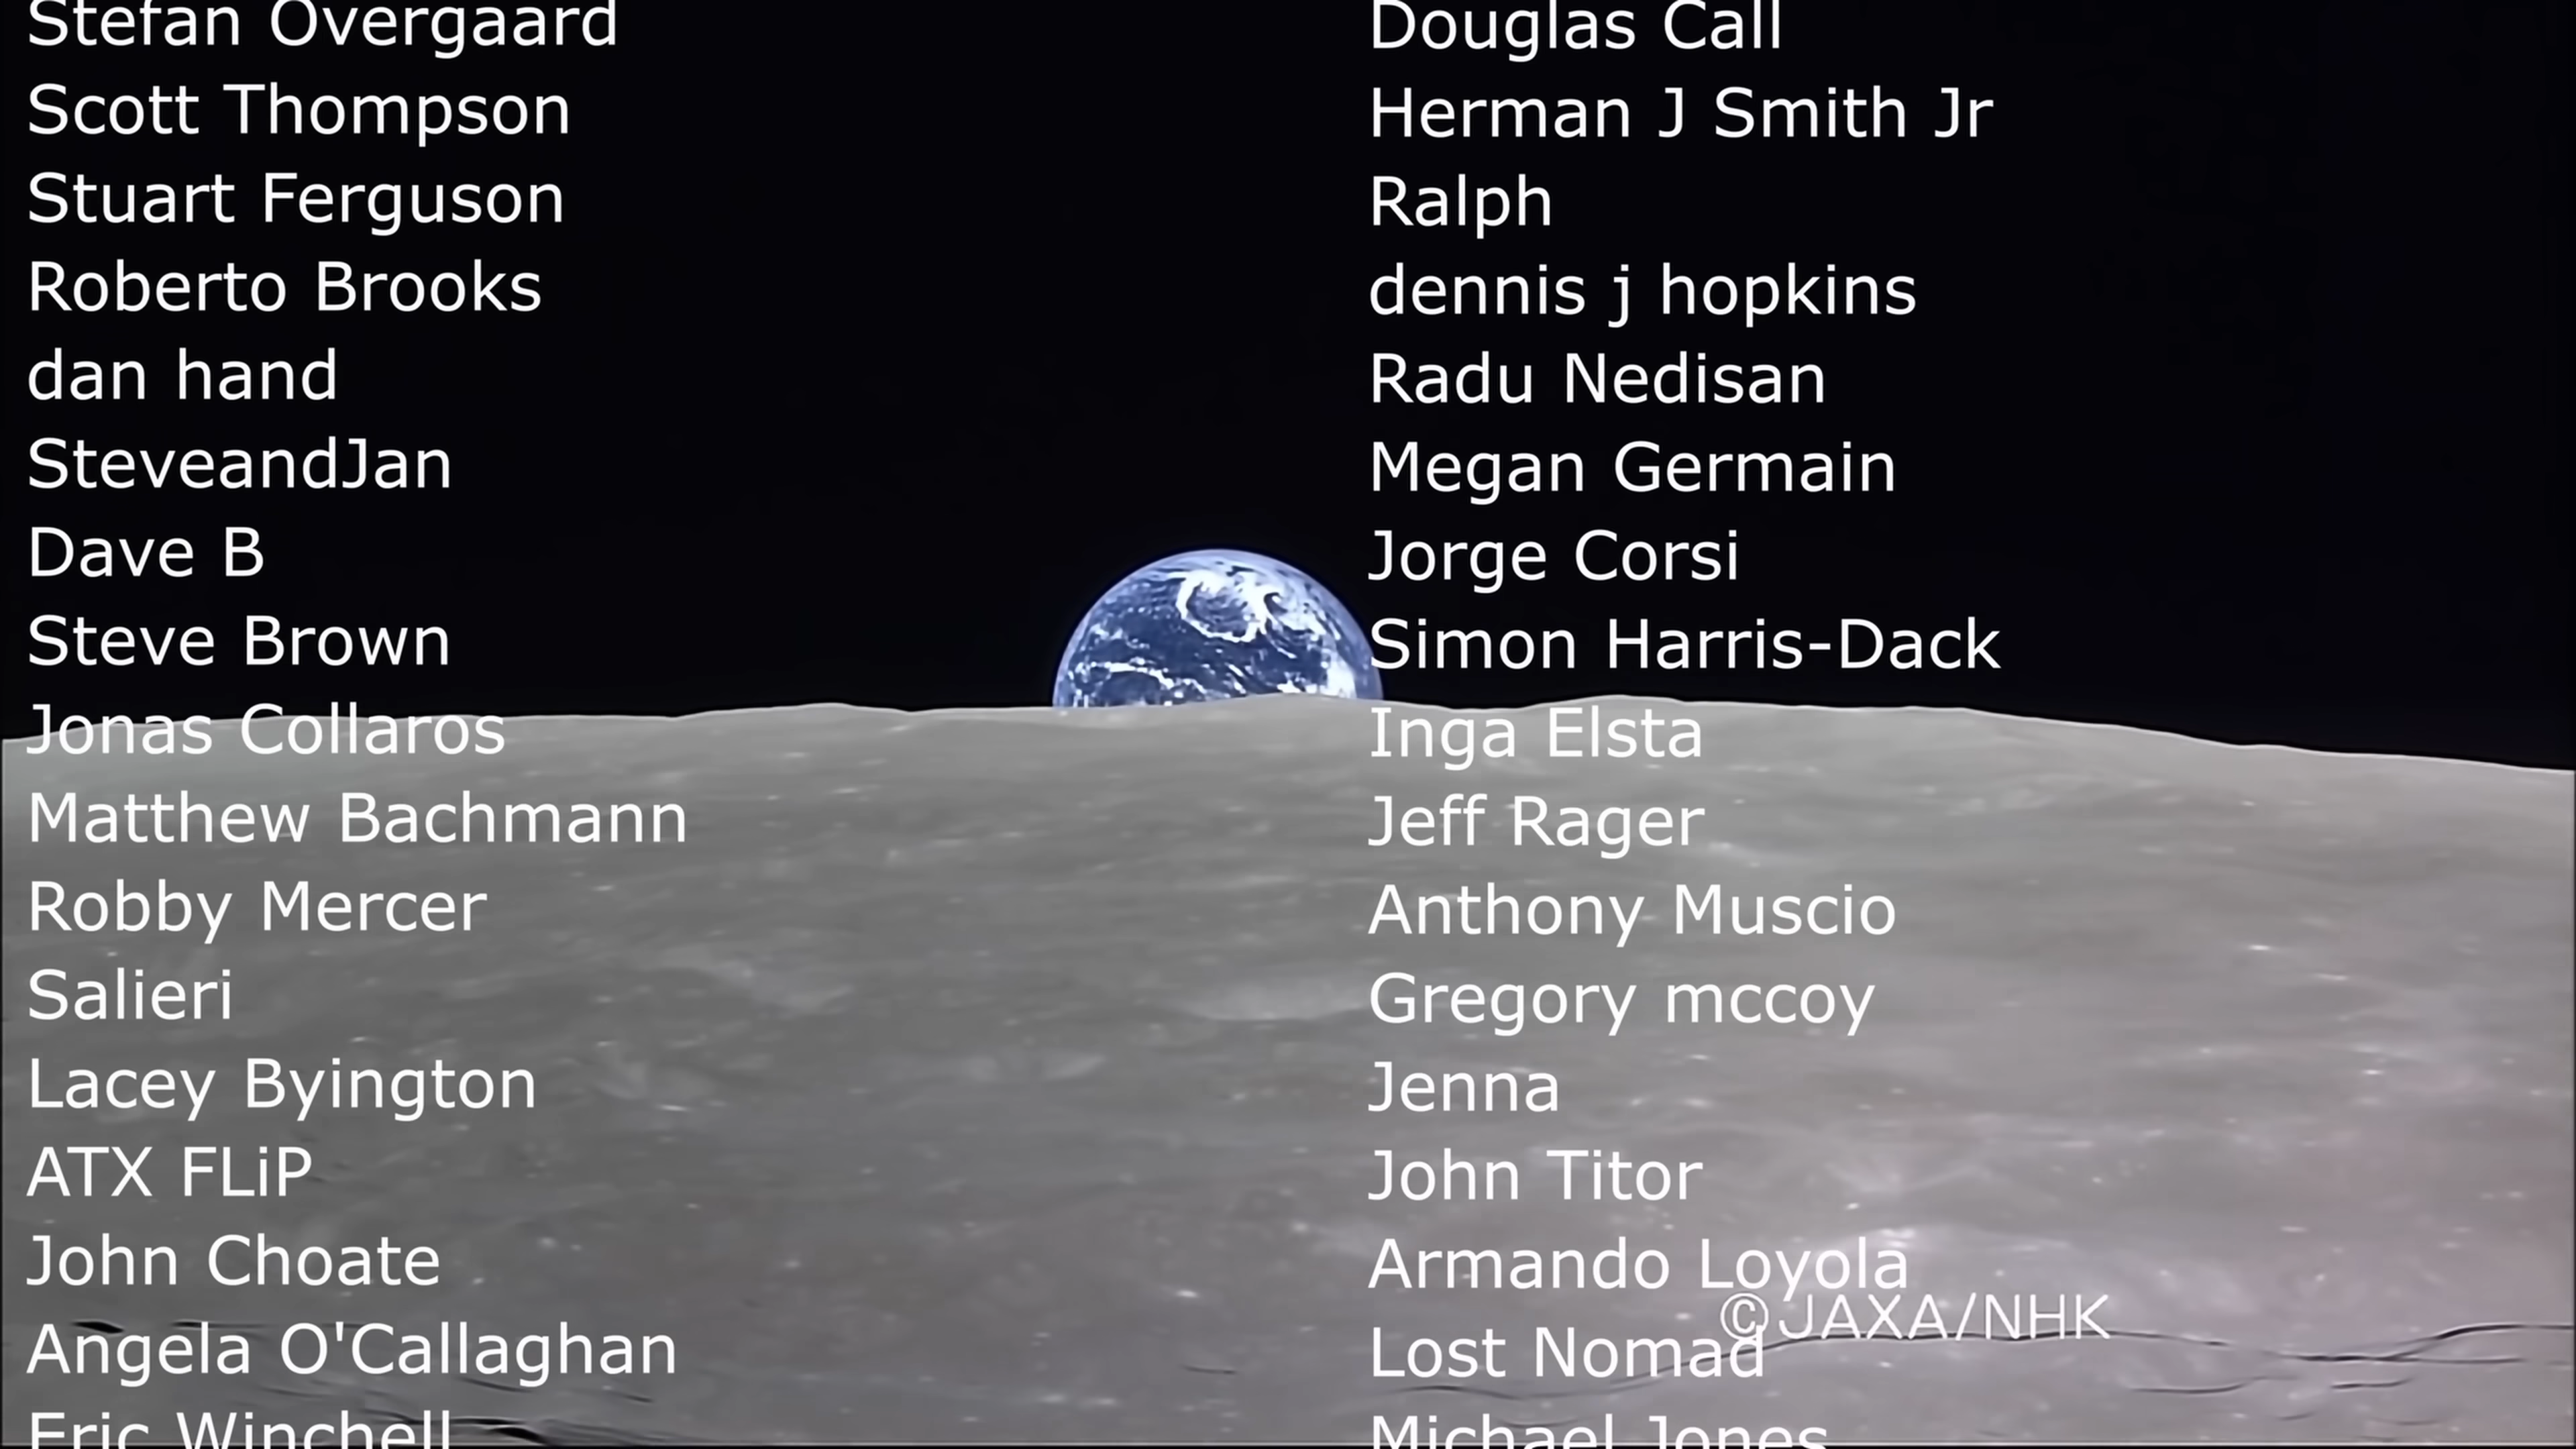 Stefan Overgaard
Scott Thompson
Stuart Ferguson
Roberto Brooks
dan hand
SteveandJan
Dave B
Steve Brown
Jonas Collaros
Matthew Bachmann
Robby Mercer
Salieri
Lacey Byington
ATX FLiP
John Choate
Angela O'Callaghan
Eric Winchell
Douglas Call
Herman J Smith Jr
Ralph
dennis j hopkins
Radu Nedisan
Megan Germain
Jorge Corsi
Simon Harris-Dack
Inga Elsta
Jeff Rager
Anthony Muscio
Gregory mccoy
Jenna
John Titor
Armando Loyola
©JAXA/NHK
Lost Nomad
Michael Jones